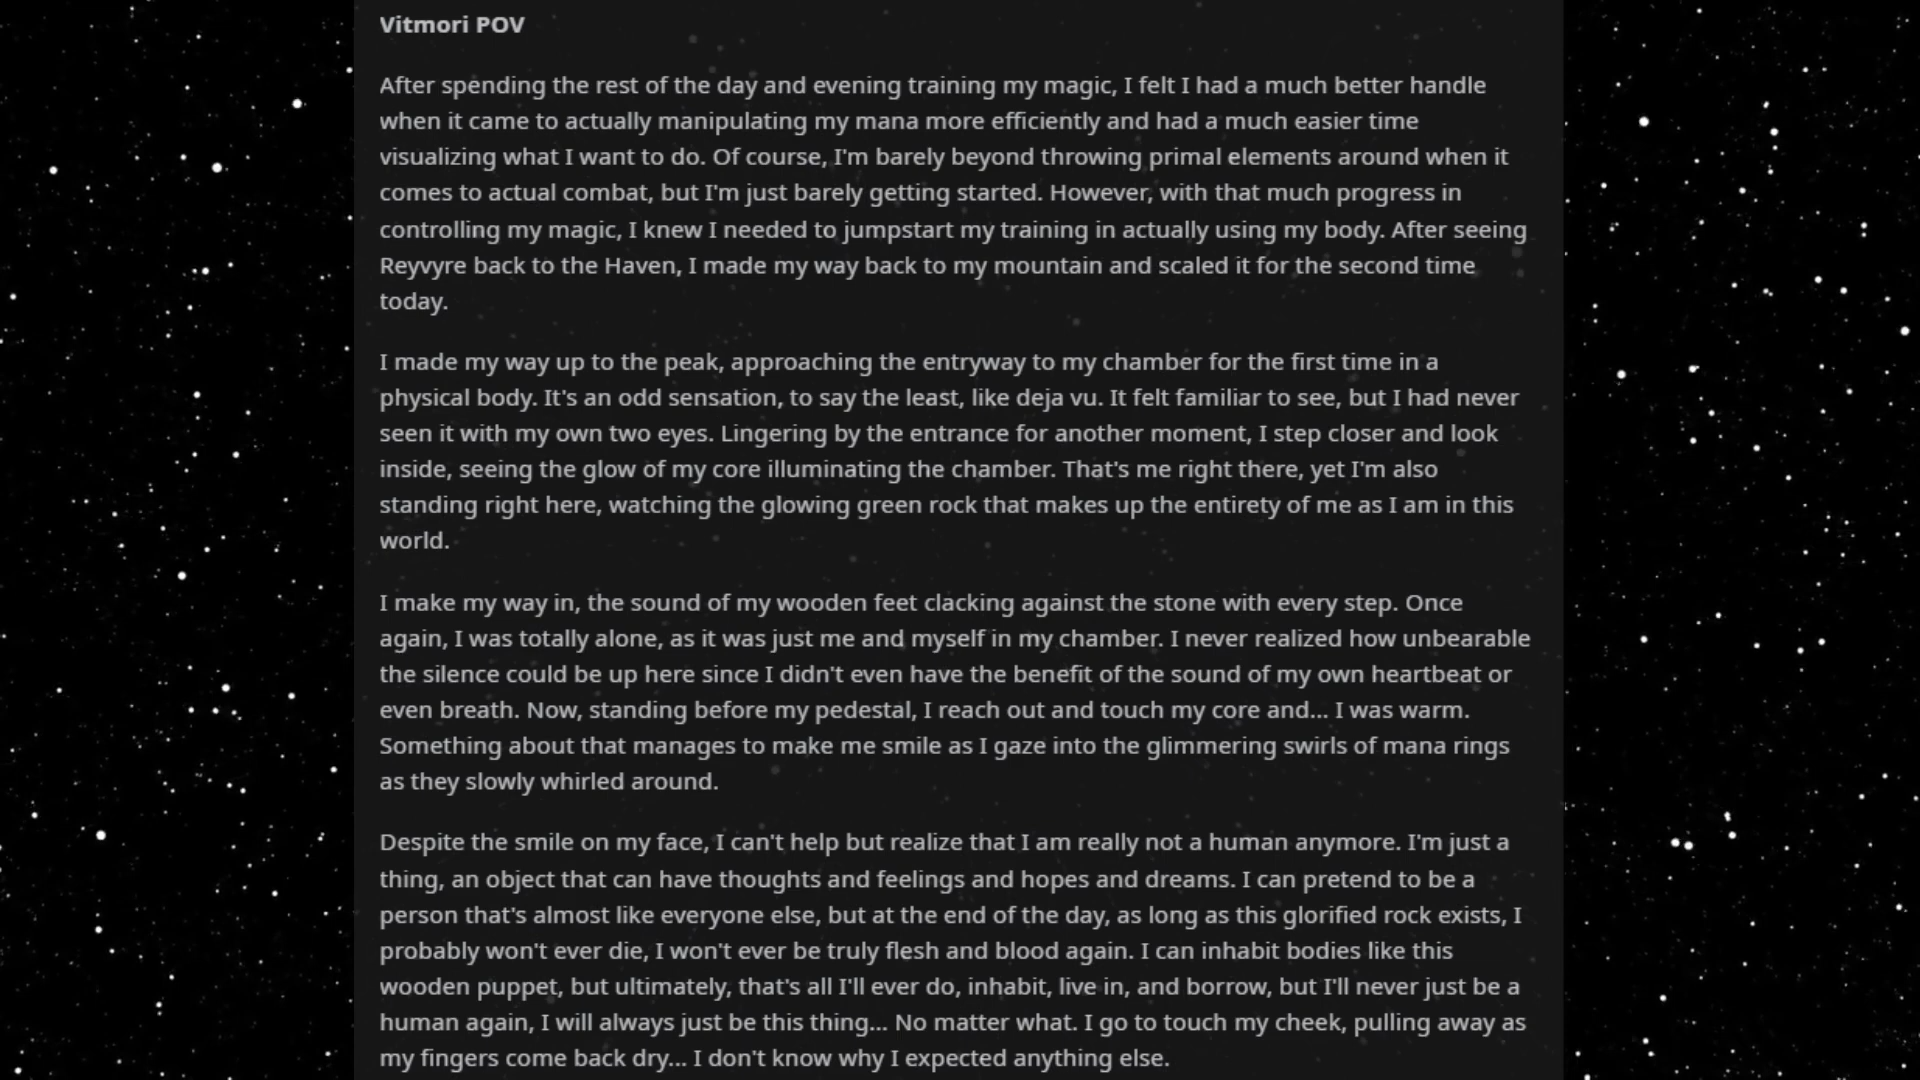 Vitmori POV
After spending the rest of the day and evening training my magic, I felt I had a much better handle
when it came to actually manipulating my mana more efficiently and had a much easier time
visualizing what I want to do. Of course, I'm barely beyond throwing primal elements around when it
comes to actual combat, but I'm just barely getting started. However, with that much progress in
controlling my magic, I knew I needed to jumpstart my training in actually using my body. After seeing
Reyvyre back to the Haven, I made my way back to my mountain and scaled it for the second time
today.
I made my way up to the peak, approaching the entryway to my chamber for the first time in a
physical body. It's an odd sensation, to say the least, like deja vu. It felt familiar to see, but I had never
seen it with my own two eyes. Lingering by the entrance for another moment, I step closer and look
inside, seeing the glow of my core illuminating the chamber. That's me right there, yet I'm also
standing right here, watching the glowing green rock that makes up the entirety of me as I am in this
world.
I make my way in, the sound of my wooden feet clacking against the stone with every step. Once
again, I was totally alone, as it was just me and myself in my chamber. I never realized how unbearable
the silence could be up here since I didn't even have the benefit of the sound of my own heartbeat or
even breath. Now, standing before my pedestal, I reach out and touch my core and... I was warm.
Something about that manages to make me smile as I gaze into the glimmering swirls of mana rings
as they slowly whirled around.
Despite the smile on my face, I can't help but realize that I am really not a human anymore. I'm just a
thing, an object that can have thoughts and feelings and hopes and dreams. I can pretend to be a
person that's almost like everyone else, but at the end of the day, as long as this glorified rock exists, I
probably won't ever die, I won't ever be truly flesh and blood again. I can inhabit bodies like this
wooden puppet, but ultimately, that's all I'll ever do, inhabit, live in, and borrow, but I'll never just be a
human again, I will always just be this thing... No matter what. I go to touch my cheek, pulling away as
my fingers come back dry... I don't know why I expected anything else.